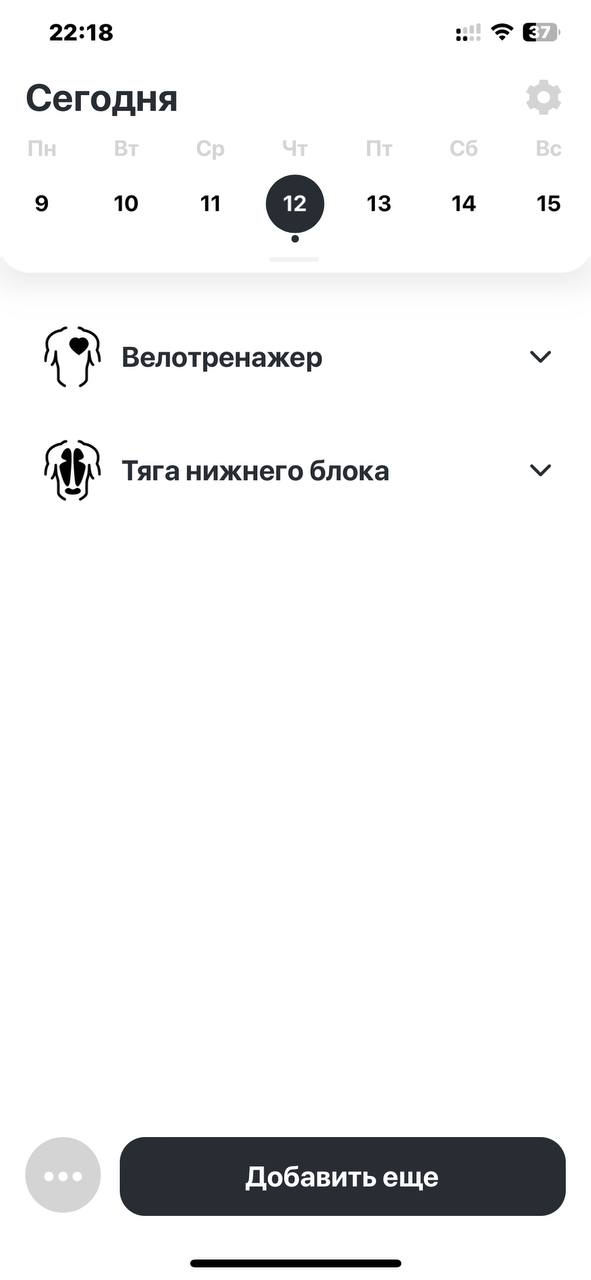 22:18
37
Сегодня
Пн Вт Ср Чт Пт Сб Вс
9 10 11 12 13 14 15
Велотренажер
Тяга нижнего блока
Добавить еще